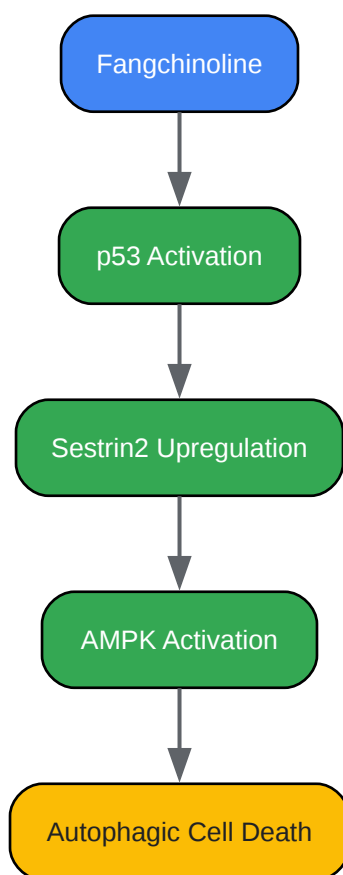 Fangchinoline
p53 Activation
Sestrin2 Upregulation
AMPK Activation
Autophagic Cell Death